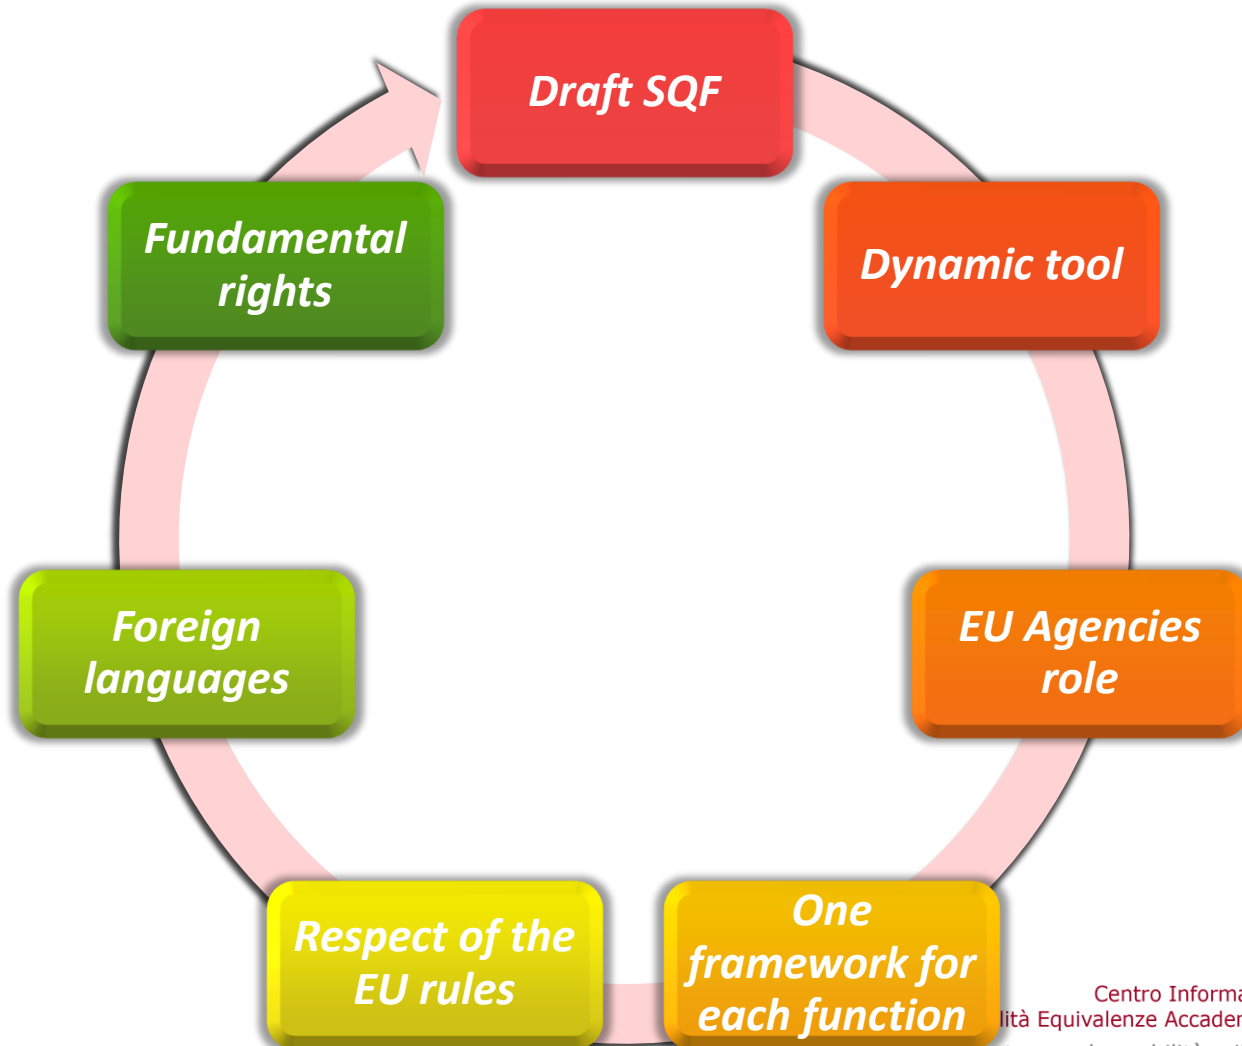 Draft SQF
Dynamic tool
EU Agencies
role
One
framework for
each function
Respect of the
EU rules
Foreign
languages
Fundamental
rights
Centro Informa
lità Equivalenze Accadem